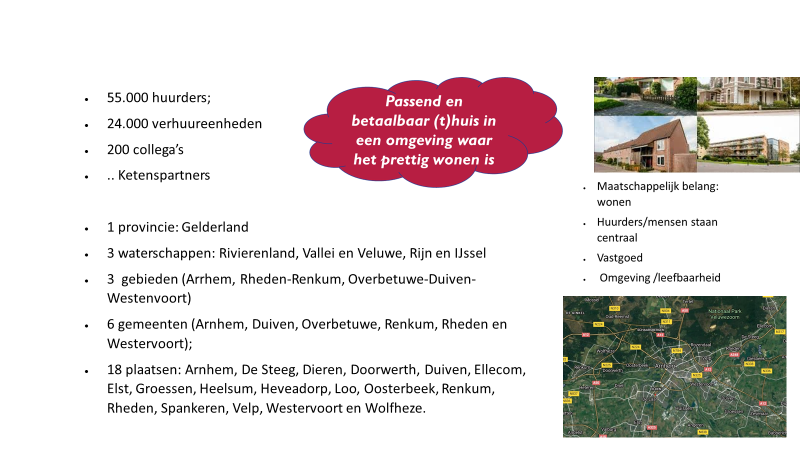 55.000 huurders;
24.000 verhuureenheden
200 collega's
.. Ketenspartners
1 provincie: Gelderland
3 waterschappen: Rivierenland, Vallei en Veluwe, Rijn en IJssel
3 gebieden (Arrhem, Rheden-Renkum, Overbetuwe-Duiven-
Westenvoort)
6 gemeenten (Arnhem, Duiven, Overbetuwe, Renkum, Rheden en
Westervoort);
18 plaatsen: Arnhem, De Steeg, Dieren, Doorwerth, Duiven, Ellecom,
Elst, Groessen, Heelsum, Heveadorp, Loo, Oosterbeek, Renkum,
Rheden, Spankeren, Velp, Westervoort en Wolfheze.
Passend en
betaalbaar (t)huis in
een omgeving waar
het prettig wonen is
Maatschappelijk belang:
wonen
Huurders/mensen staan
centraal
Vastgoed
Omgeving /leefbaarheid
Nationaal Park
Veluwezoom
Arnhem